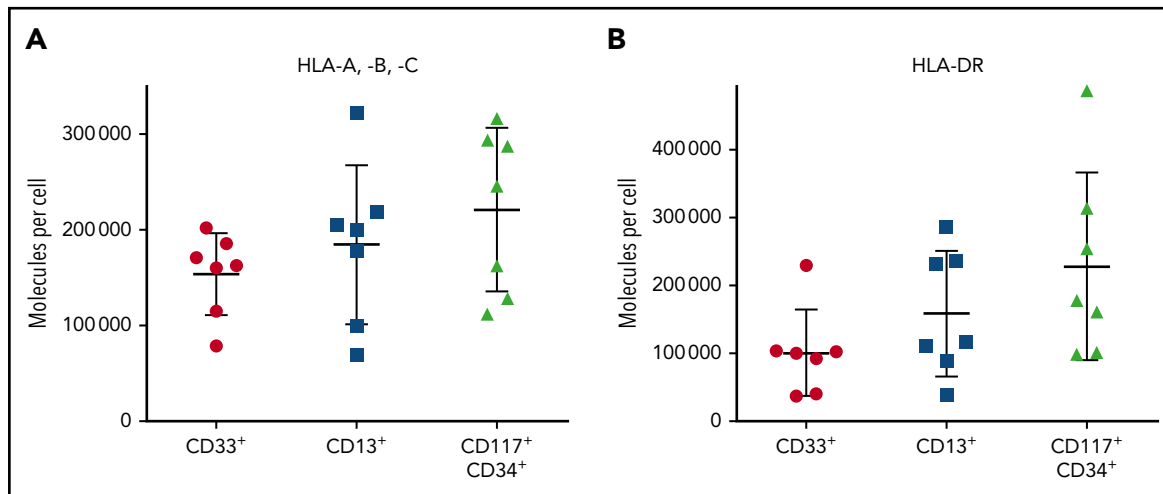 A
HLA-A, -B, -C
Molecules per cell
300 000
200 000
100 000
0
CD33⁺
CD13⁺
CD117⁺
CD34⁺
B
HLA-DR
Molecules per cell
400 000
300 000
200 000
100 000
0
CD33⁺
CD13⁺
CD117⁺
CD34⁺